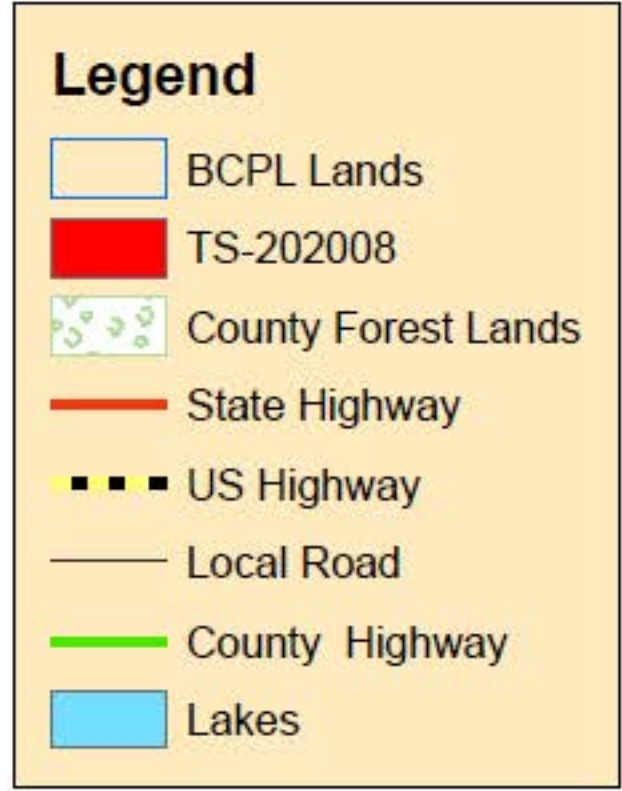 Legend
BCPL Lands
TS-202008
County Forest Lands
State Highway
US Highway
Local Road
County  Highway
Lakes